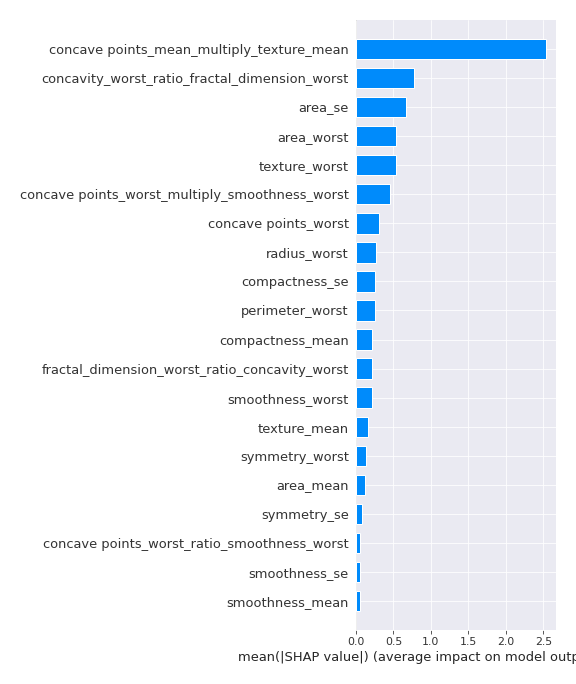 concave points_mean_multiply_texture_mean
concavity_worst_ratio_fractal_dimension_worst
area_se
area_worst
texture_worst
concave points_worst_multiply_smoothness_worst
concave points_worst
radius_worst
compactness_se
perimeter_worst
compactness_mean
fractal_dimension_worst_ratio_concavity_worst
smoothness_worst
texture_mean
symmetry_worst
area_mean
symmetry_se
concave points_worst_ratio_smoothness_worst
smoothness_se
smoothness_mean
0.0 0.5 1.0 1.5 2.0 2.5
mean(|SHAP value|) (average impact on model outp